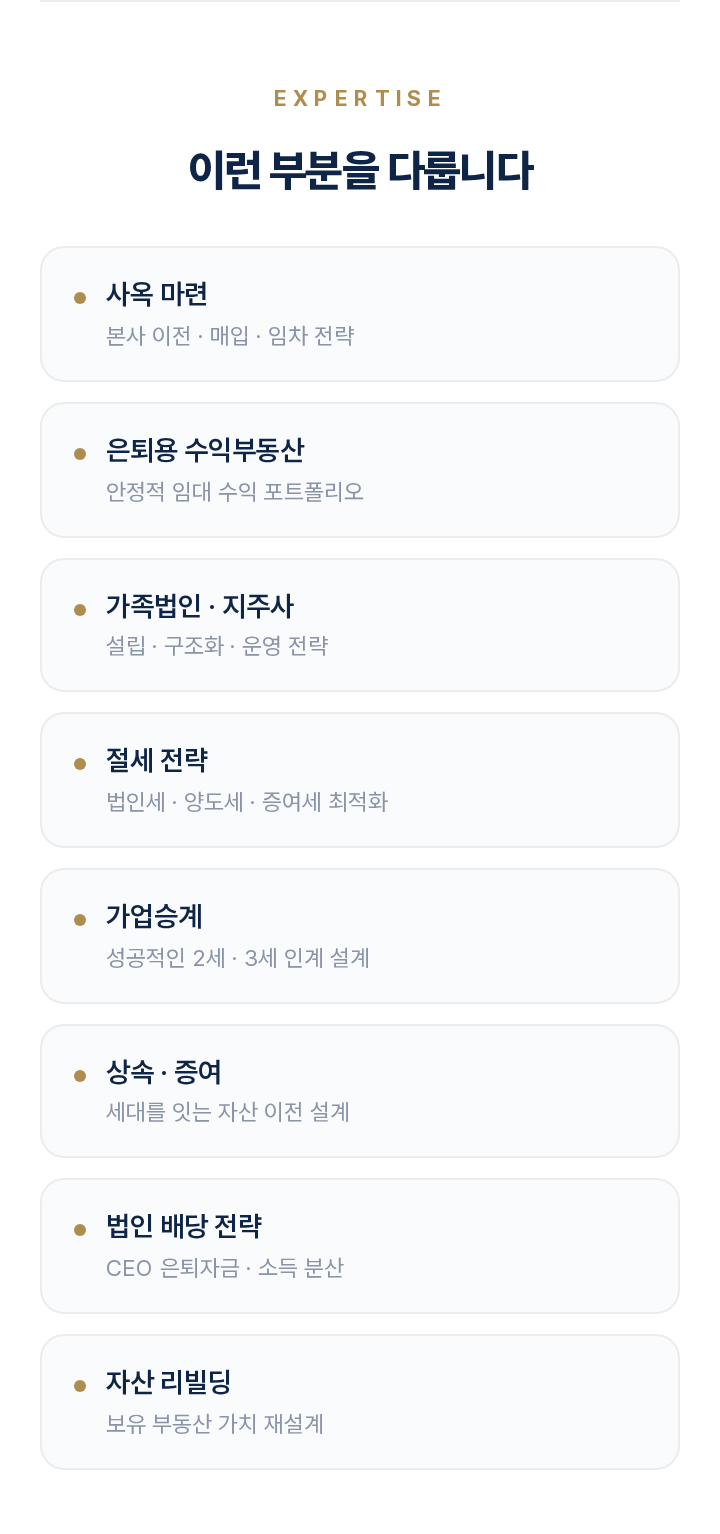 EXPERTISE
이런 부분을 다룹니다
사옥 마련
본사 이전 · 매입 · 임차 전략
은퇴용 수익부동산
안정적 임대 수익 포트폴리오
가족법인 · 지주사
설립 · 구조화 · 운영 전략
절세 전략
법인세 · 양도세 · 증여세 최적화
가업승계
성공적인 2세 · 3세 인계 설계
상속 · 증여
세대를 잇는 자산 이전 설계
법인 배당 전략
CEO 은퇴자금 · 소득 분산
자산 리빌딩
보유 부동산 가치 재설계